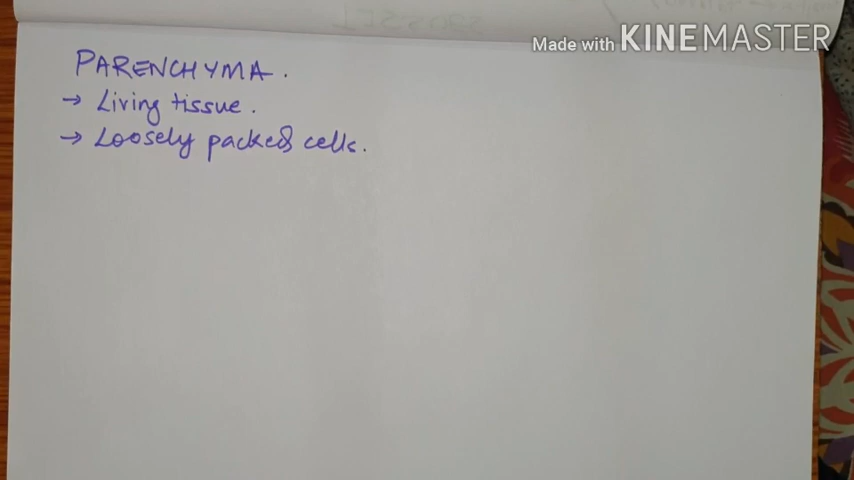 Made with KINEMASTER
PARENCHYMA.
→ Living tissue.
→ Loosely packed cells.